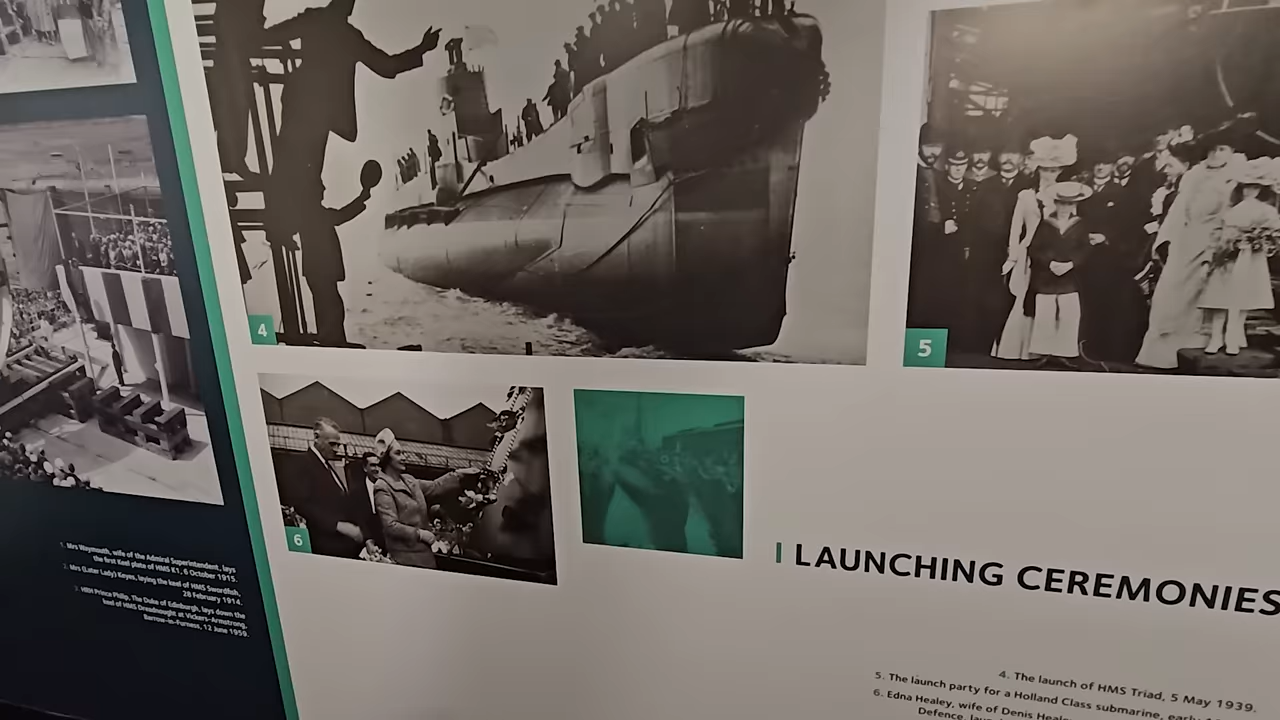 4
5
6
1. Mrs Waymouth, wife of the Admiral Superintendent, lays
the first Keel plate of HMS K1, 6 October 1915.
2. Mrs (Later Lady) Keyes, laying the keel of HMS Swordfish,
28 February 1914.
3. HRH Prince Philip, The Duke of Edinburgh, lays down the
keel of HMS Dreadnought at Vickers-Armstrong,
Barrow-in-Furness, 12 June 1959.
LAUNCHING CEREMONIES
4. The launch of HMS Triad, 5 May 1939.
5. The launch party for a Holland Class submarine, early
6. Edna Healey, wife of Denis
Defence,